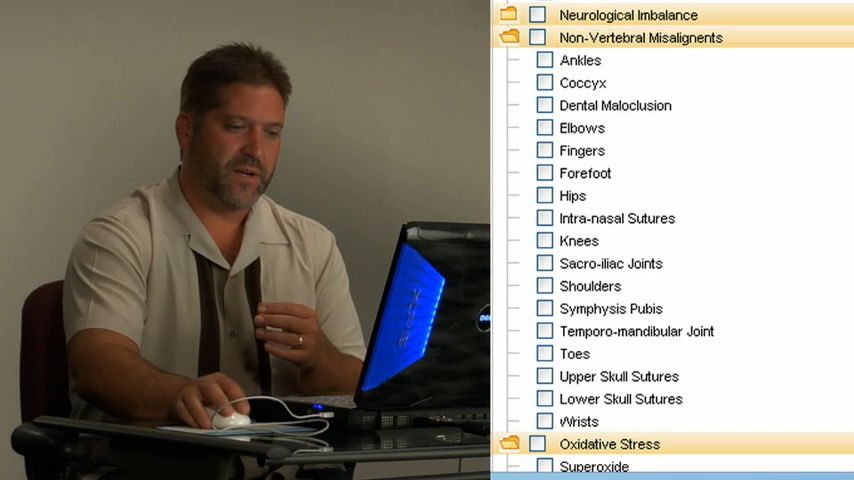 Neurological Imbalance
Non-Vertebral Misalignents
Ankles
Coccyx
Dental Maloclusion
Elbows
Fingers
Forefoot
Hips
Intra-nasal Sutures
Knees
Sacro-iliac Joints
Shoulders
Symphysis Pubis
Temporo-mandibular Joint
Toes
Upper Skull Sutures
Lower Skull Sutures
Wrists
Oxidative Stress
Superoxide
XPS